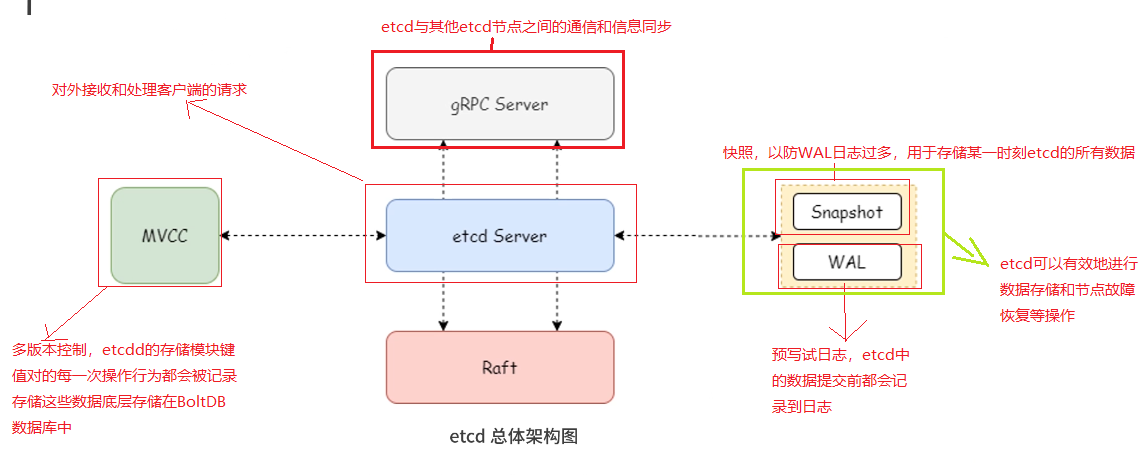 etcd与其他etcd节点之间的通信和信息同步
gRPC Server
对外接收和处理客户端的请求
快照，以防WAL日志过多，用于存储某一时刻etcd的所有数据
MVCC
etcd Server
Snapshot
WAL
etcd可以有效地进行
数据存储和节点故障
恢复等操作
多版本控制，etcdd的存储模块键
值对的每一次操作行为都会被记录
存储这些数据底层存储在BoltDB
数据库中
Raft
预写试日志，etcd中
的数据提交前都会记
录到日志
etcd 总体架构图